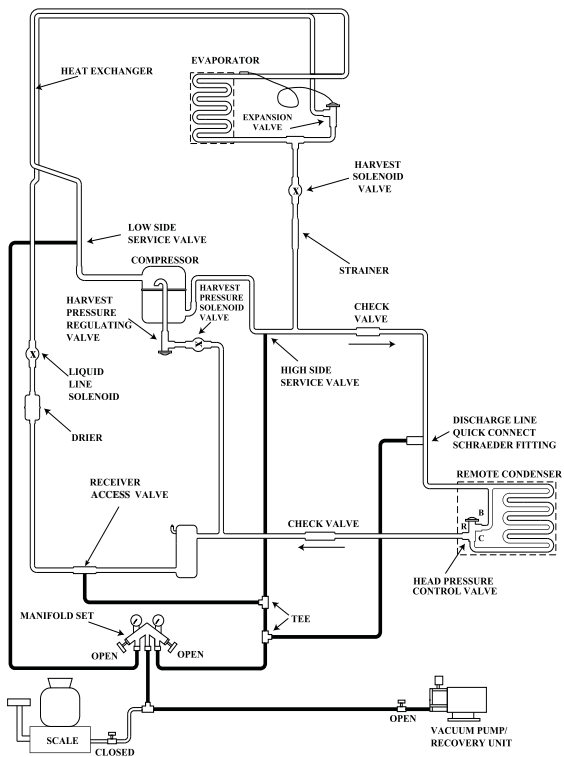 EVAPORATOR
HEAT EXCHANGER
EXPANSION
VALVE
HARVEST
SOLENOID
VALVE
X
LOW SIDE
SERVICE VALVE
COMPRESSOR
STRAINER
HARVEST
PRESSURE
SOLENOID
VALVE
HARVEST
PRESSURE
REGULATING
VALVE
CHECK
VALVE
X
X
LIQUID
LINE
SOLENOID
HIGH SIDE
SERVICE VALVE
DRIER
DISCHARGE LINE
QUICK CONNECT
SCHRAEDER FITTING
RECEIVER
ACCESS VALVE
REMOTE CONDENSER
B
R
C
CHECK VALVE
HEAD PRESSURE
CONTROL VALVE
MANIFOLD SET
TEE
OPEN
OPEN
OPEN
SCALE
CLOSED
VACUUM PUMP/
RECOVERY UNIT